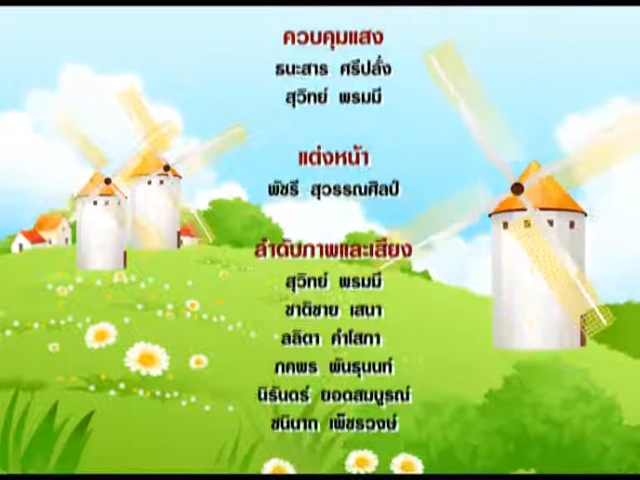 ควบคุมแสง
ธนะสาร ศรีปลั่ง
สุวิทย์ พรมมี
แต่งหน้า
พัชรี สุวรรณศิลป์
ลำดับภาพและเสียง
สุวิทย์ พรมมี
ชาติชาย เสนา
ลลิตา คำโสภา
ภคพร พันธุนนท์
นิรันดร์ ยอดสมบูรณ์
ชนินาถ เพ็ชรวงษ์